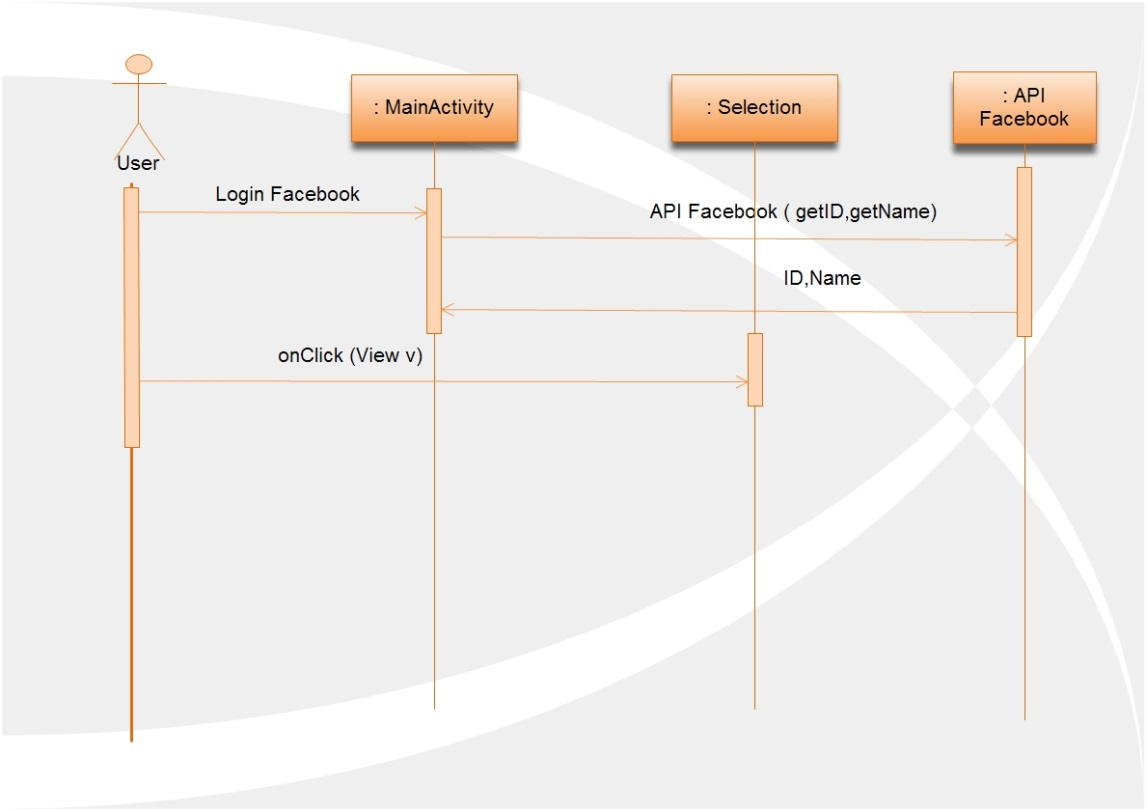 : MainActivity
: Selection
: API
Facebook
User
Login Facebook
API Facebook ( getID,getName)
ID,Name
onClick (View v)